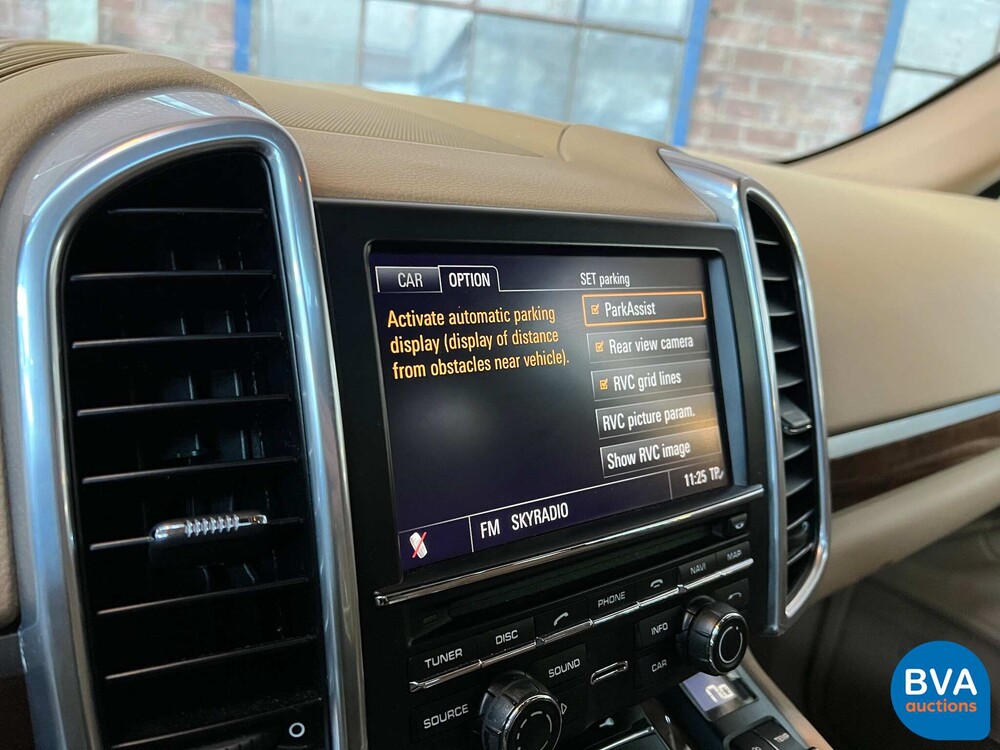 CAR OPTION SET parking
Activate automatic parking
display (display of distance
from obstacles near vehicle).
ParkAssist
Rear view camera
RVC grid lines
RVC picture param.
Show RVC image
11:25 TP
FM SKYRADIO
TUNER DISC PHONE NAVI MAP
SOURCE SOUND INFO
CAR
BVA
auctions